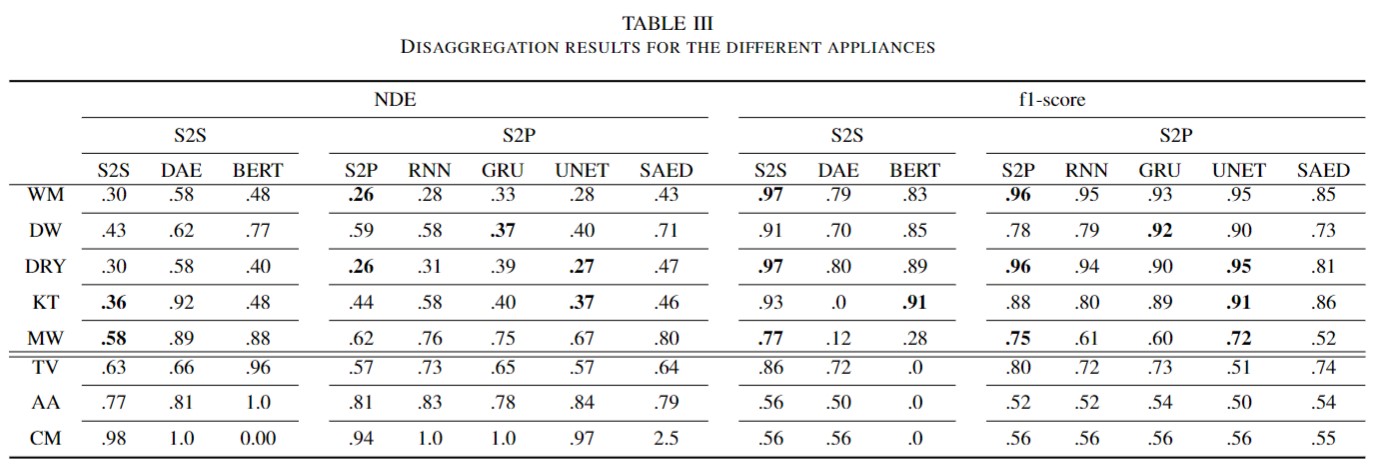 TABLE III
DISAGGREGATION RESULTS FOR THE DIFFERENT APPLIANCES
NDE f1-score
S2S S2P S2S S2P
S2S DAE BERT S2P RNN GRU UNET SAED S2S DAE BERT S2P RNN GRU UNET SAED
WM .30 .58 .48 .26 .28 .33 .28 .43 .97 .79 .83 .96 .95 .93 .95 .85
DW .43 .62 .77 .59 .58 .37 .40 .71 .91 .70 .85 .78 .79 .92 .90 .73
DRY .30 .58 .40 .26 .31 .39 .27 .47 .97 .80 .89 .96 .94 .90 .95 .81
KT .36 .92 .48 .44 .58 .40 .37 .46 .93 .0 .91 .88 .80 .89 .91 .86
MW .58 .89 .88 .62 .76 .75 .67 .80 .77 .12 .28 .75 .61 .60 .72 .52
TV .63 .66 .96 .57 .73 .65 .57 .64 .86 .72 .0 .80 .72 .73 .51 .74
AA .77 .81 1.0 .81 .83 .78 .84 .79 .56 .50 .0 .52 .52 .54 .50 .54
CM .98 1.0 0.00 .94 1.0 1.0 .97 2.5 .56 .56 .0 .56 .56 .56 .56 .55